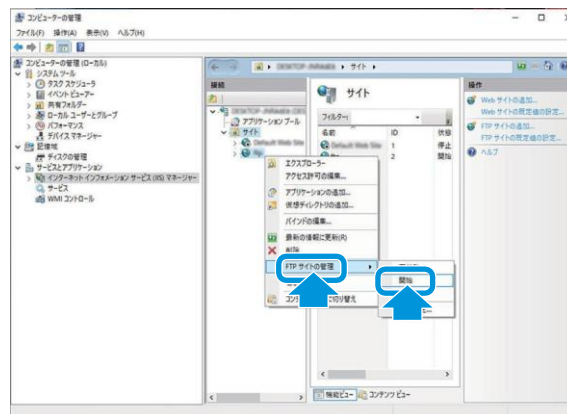 コンピューターの管理
ファイル(F) 操作(A) 表示(V) ヘルプ(H)
コンピューターの管理 (ローカル)
システム ツール
タスク スケジューラ
イベント ビューアー
共有フォルダー
ローカル ユーザーとグループ
パフォーマンス
デバイス マネージャー
記憶域
ディスクの管理
サービスとアプリケーション
インターネット インフォメーション サービス (IIS) マネージャー
サービス
WMI コントロール
サイト
接続
アプリケーション プール
サイト
Default Web Site
ftp
サイト
フィルター:
名前 ID 状態
Default Web Site 1 停止
2 開始
エクスプローラー
アクセス許可の編集...
アプリケーションの追加...
仮想ディレクトリの追加...
バインドの編集...
最新の情報に更新(R)
削除
FTP サイトの管理
開始
切り替え
機能ビュー コンテンツ ビュー
操作
Web サイトの追加...
Web サイトの既定値の設定...
FTP サイトの追加...
FTP サイトの既定値の設定...
ヘルプ